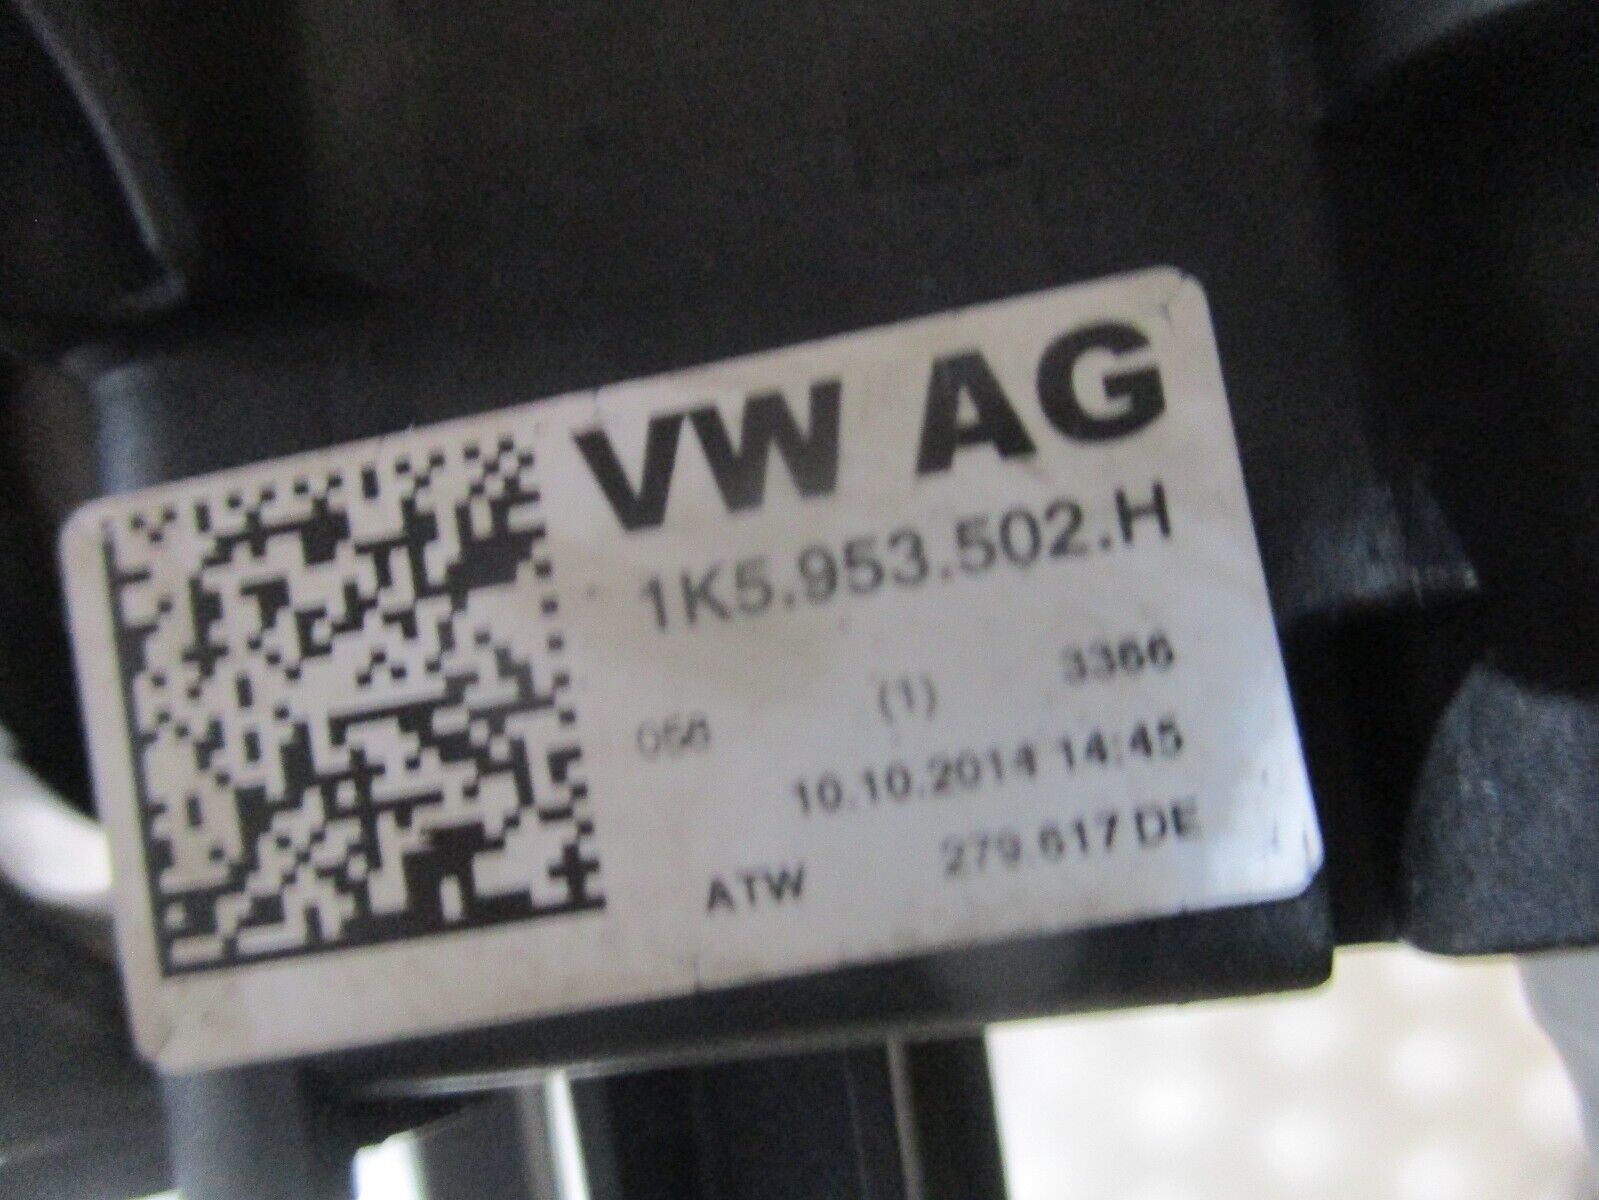 VW AG
1K5.953.502.H
056 (1) 3366
10.10.2014 14:45
ATW 279.617 DE